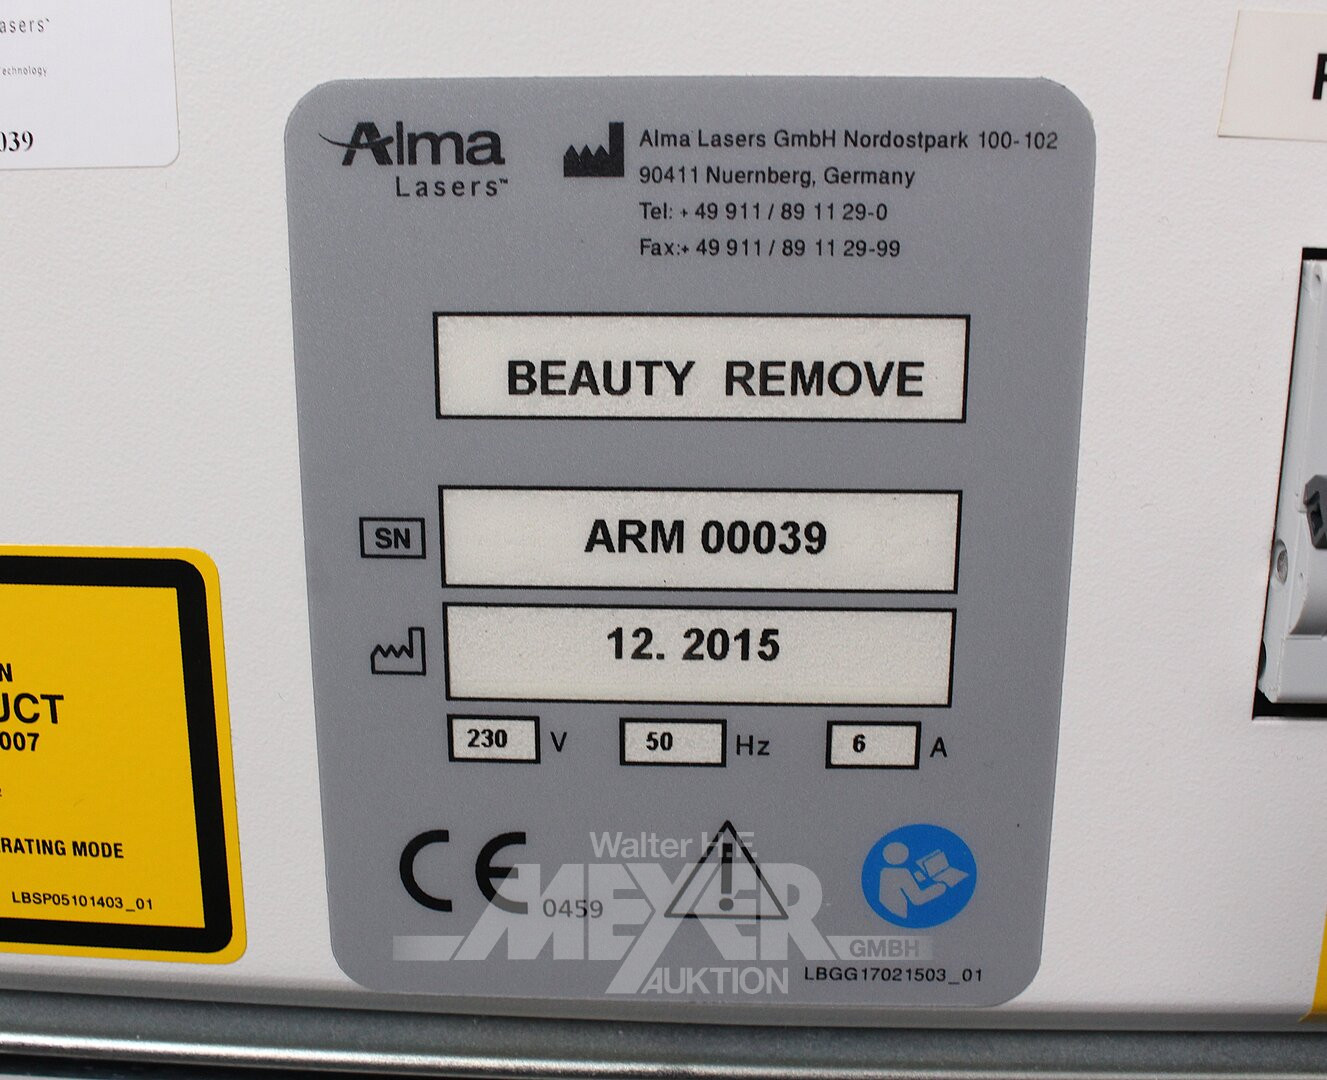 asers
echnology
039
Alma
Lasers™
Alma Lasers GmbH Nordostpark 100-102
90411 Nuernberg, Germany
Tel: + 49 911 / 89 11 29-0
Fax:+ 49 911 / 89 11 29-99
BEAUTY REMOVE
SN
ARM 00039
12. 2015
230 V 50 Hz 6 A
CE 0459
LBGG17021503_01
N
UCT
007
RATING MODE
LBSP05101403_01
Walter H.F.
MEYER
GMBH
AUKTION